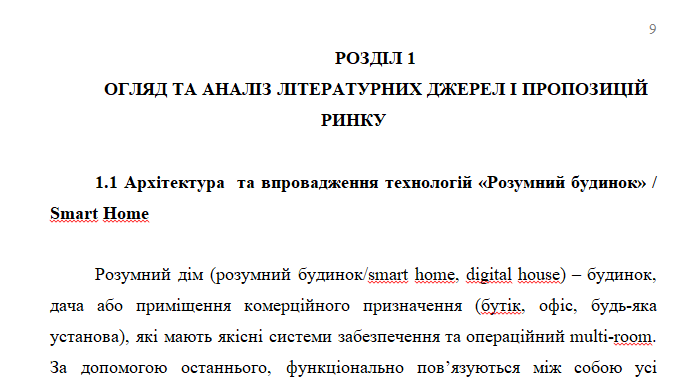 9
РОЗДІЛ 1
ОГЛЯД ТА АНАЛІЗ ЛІТЕРАТУРНИХ ДЖЕРЕЛ І ПРОПОЗИЦІЙ
РИНКУ
1.1 Архітектура  та впровадження технологій «Розумний будинок» /
Smart Home
Розумний дім (розумний будинок/smart home, digital house) – будинок,
дача або приміщення комерційного призначення (бутік, офіс, будь-яка
установа), які мають якісні системи забезпечення та операційний multi-room.
За допомогою останнього, функціонально пов’язуються між собою усі